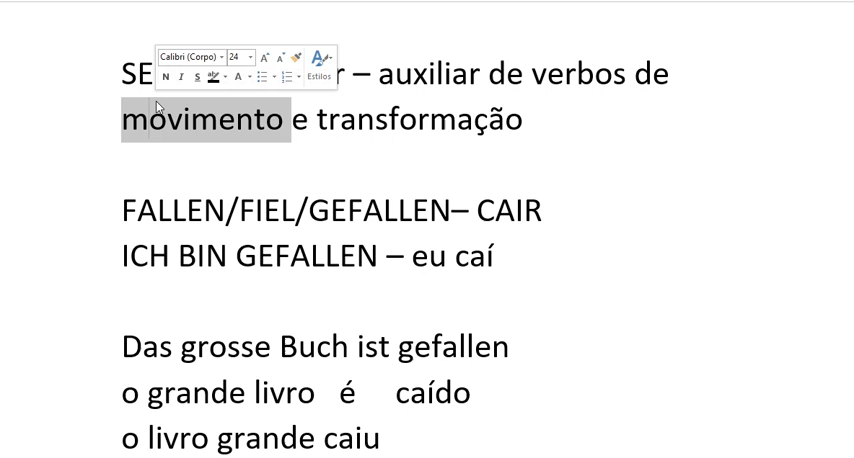 Calibri (Corpo) 24 A A A
N I S ab A Estilos
SE r – auxiliar de verbos de
movimento e transformação
FALLEN/FIEL/GEFALLEN– CAIR
ICH BIN GEFALLEN – eu caí
Das grosse Buch ist gefallen
o grande livro é caído
o livro grande caiu